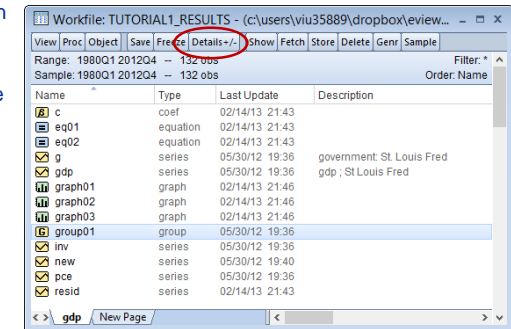 n
e
Workfile: TUTORIAL1_RESULTS - (c:\users\viu35889\dropbox\eview...
View Proc Object Save Freeze Details+/- Show Fetch Store Delete Genr Sample
Range: 1980Q1 2012Q4 -- 132 obs Filter: *
Sample: 1980Q1 2012Q4 -- 132 obs Order: Name
Name Type Last Update Description
β c coef 02/14/13 21:43
eq01 equation 02/14/13 21:43
eq02 equation 02/14/13 21:43
g series 05/30/12 19:36 government: St. Louis Fred
gdp series 05/30/12 19:36 gdp ; St Louis Fred
graph01 graph 02/14/13 21:46
graph02 graph 02/14/13 21:46
graph03 graph 02/14/13 21:46
G group01 group 05/30/12 19:36
inv series 05/30/12 19:36
new series 05/30/12 19:40
pce series 05/30/12 19:36
resid series 02/14/13 21:43
gdp New Page